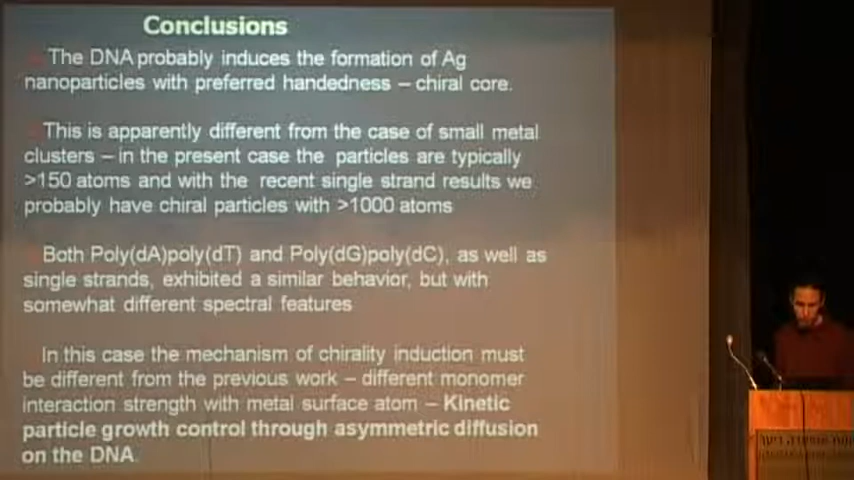 Conclusions
The DNA probably induces the formation of Ag
nanoparticles with preferred handedness – chiral core.
This is apparently different from the case of small metal
clusters – in the present case the particles are typically
>150 atoms and with the recent single strand results we
probably have chiral particles with >1000 atoms
Both Poly(dA)poly(dT) and Poly(dG)poly(dC), as well as
single strands, exhibited a similar behavior, but with
somewhat different spectral features
In this case the mechanism of chirality induction must
be different from the previous work – different monomer
interaction strength with metal surface atom – Kinetic
particle growth control through asymmetric diffusion
on the DNA.